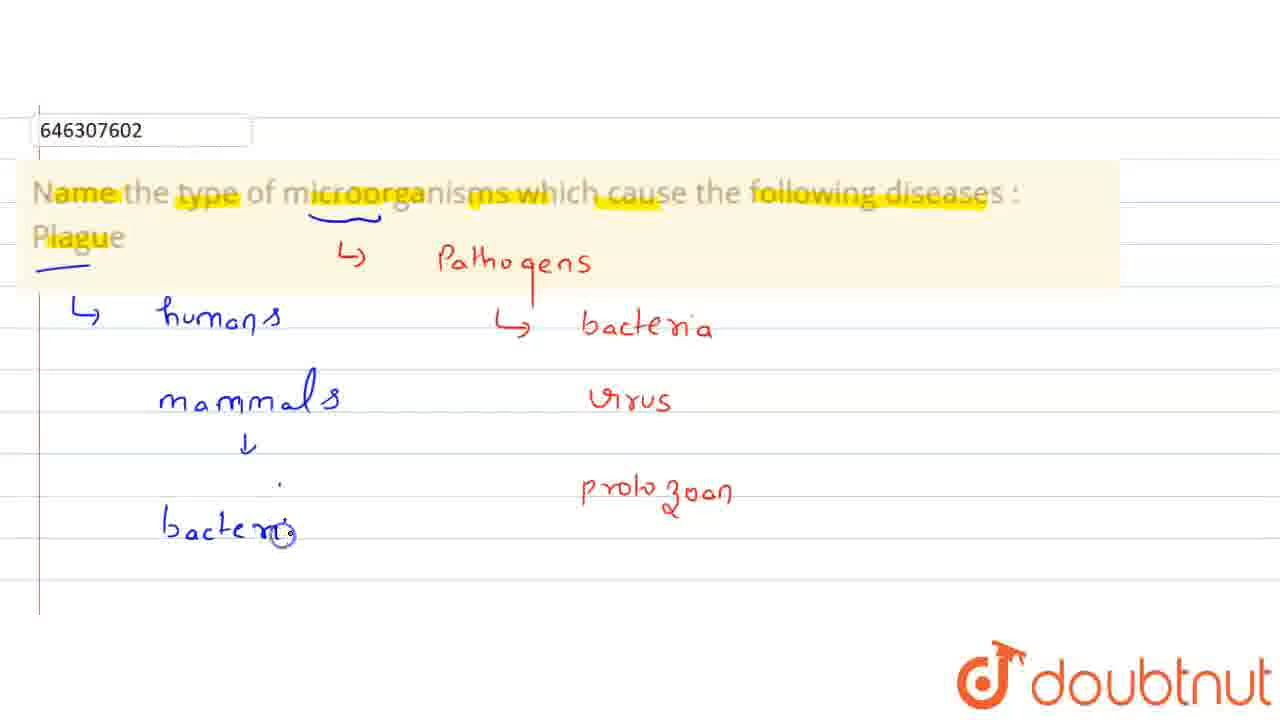 646307602
Name the type of microorganisms which cause the following diseases :
Plague
↳ Pathogens
↳ humans
↳ bacteria
mammals
virus
↓
protozoan
bacteri
doubtnut